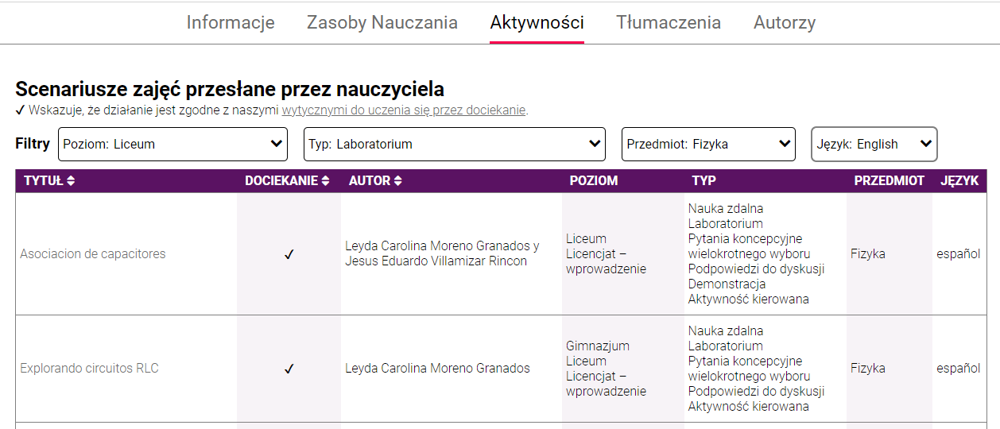 Informacje Zasoby Nauczania Aktywności Tłumaczenia Autorzy
Scenariusze zajęć przesłane przez nauczyciela
✓ Wskazuje, że działanie jest zgodne z naszymi wytycznymi do uczenia się przez dociekanie.
Filtry Poziom: Liceum Typ: Laboratorium Przedmiot: Fizyka Język: English
TYTUŁ DOCIEKANIE AUTOR POZIOM TYP PRZEDMIOT JĘZYK
Asociacion de capacitores
✓
Leyda Carolina Moreno Granados y
Jesus Eduardo Villamizar Rincon
Liceum
Licencjat –
wprowadzenie
Nauka zdalna
Laboratorium
Pytania koncepcyjne
wielokrotnego wyboru
Podpowiedzi do dyskusji
Demonstracja
Aktywność kierowana
Fizyka
español
Explorando circuitos RLC
✓
Leyda Carolina Moreno Granados
Gimnazjum
Liceum
Licencjat –
wprowadzenie
Nauka zdalna
Laboratorium
Pytania koncepcyjne
wielokrotnego wyboru
Podpowiedzi do dyskusji
Aktywność kierowana
Fizyka
español